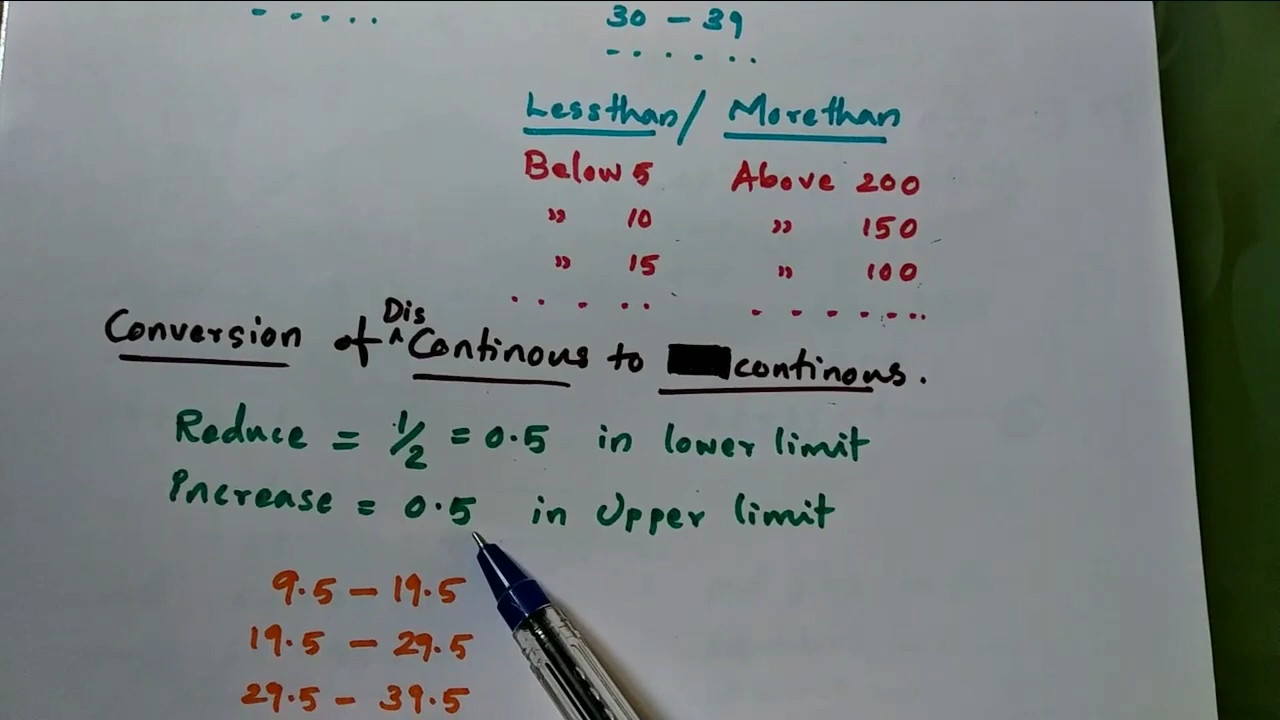 . . . . .
30 - 39
- . . . . .
Lessthan / Morethan
Below 5 Above 200
” 10 ” 150
” 15 ” 100
. . . . . . . . . . .
Conversion of ^Dis Continous to continous.
Reduce = 1/2 = 0.5 in lower limit
Increase = 0.5 in Upper limit
9.5 - 19.5
19.5 - 29.5
29.5 - 39.5